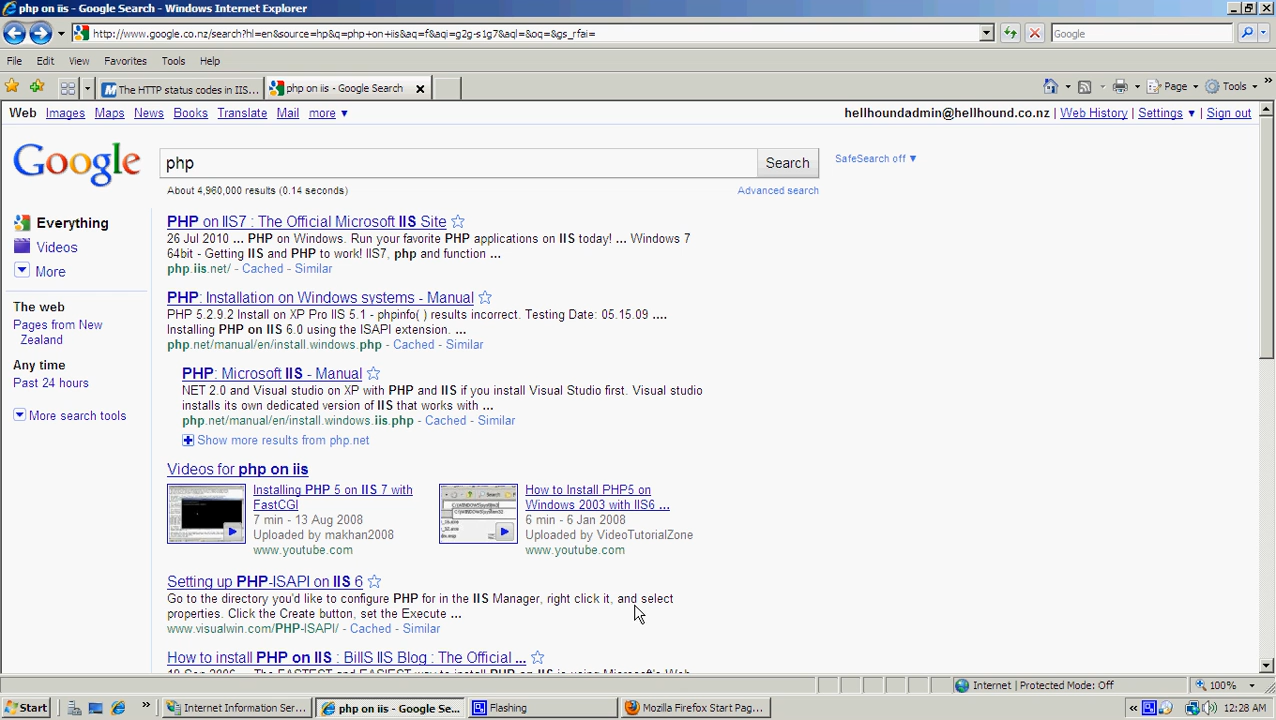 php on iis - Google Search - Windows Internet Explorer
http://www.google.co.nz/search?hl=en&source=hp&q=php+on+iis&aq=f&aqi=g2g-s1g7&aql=&oq=&gs_rfai=
Google
File Edit View Favorites Tools Help
The HTTP status codes in IIS...
php on iis - Google Search
Page
Tools
Web Images Maps News Books Translate Mail more ▼
hellhoundadmin@hellhound.co.nz | Web History | Settings ▼ | Sign out
Google
php
Search
SafeSearch off ▼
About 4,960,000 results (0.14 seconds)
Advanced search
Everything
Videos
More
The web
Pages from New
Zealand
Any time
Past 24 hours
More search tools
PHP on IIS7 : The Official Microsoft IIS Site
26 Jul 2010 ... PHP on Windows. Run your favorite PHP applications on IIS today! ... Windows 7
64bit - Getting IIS and PHP to work! IIS7, php and function ...
php.iis.net/ - Cached - Similar
PHP: Installation on Windows systems - Manual
PHP 5.2.9.2 Install on XP Pro IIS 5.1 - phpinfo( ) results incorrect. Testing Date: 05.15.09 ....
Installing PHP on IIS 6.0 using the ISAPI extension. ...
php.net/manual/en/install.windows.php - Cached - Similar
PHP: Microsoft IIS - Manual
NET 2.0 and Visual studio on XP with PHP and IIS if you install Visual Studio first. Visual studio
installs its own dedicated version of IIS that works with ...
php.net/manual/en/install.windows.iis.php - Cached - Similar
Show more results from php.net
Videos for php on iis
Installing PHP 5 on IIS 7 with
FastCGI
7 min - 13 Aug 2008
Uploaded by makhan2008
www.youtube.com
How to Install PHP5 on
Windows 2003 with IIS6 ...
6 min - 6 Jan 2008
Uploaded by VideoTutorialZone
www.youtube.com
Setting up PHP-ISAPI on IIS 6
Go to the directory you'd like to configure PHP for in the IIS Manager, right click it, and select
properties. Click the Create button, set the Execute ...
www.visualwin.com/PHP-ISAPI/ - Cached - Similar
How to install PHP on IIS : BillS IIS Blog : The Official ...
Internet | Protected Mode: Off
100%
Start
Internet Information Serv...
php on iis - Google Se...
Flashing
Mozilla Firefox Start Pag...
12:28 AM